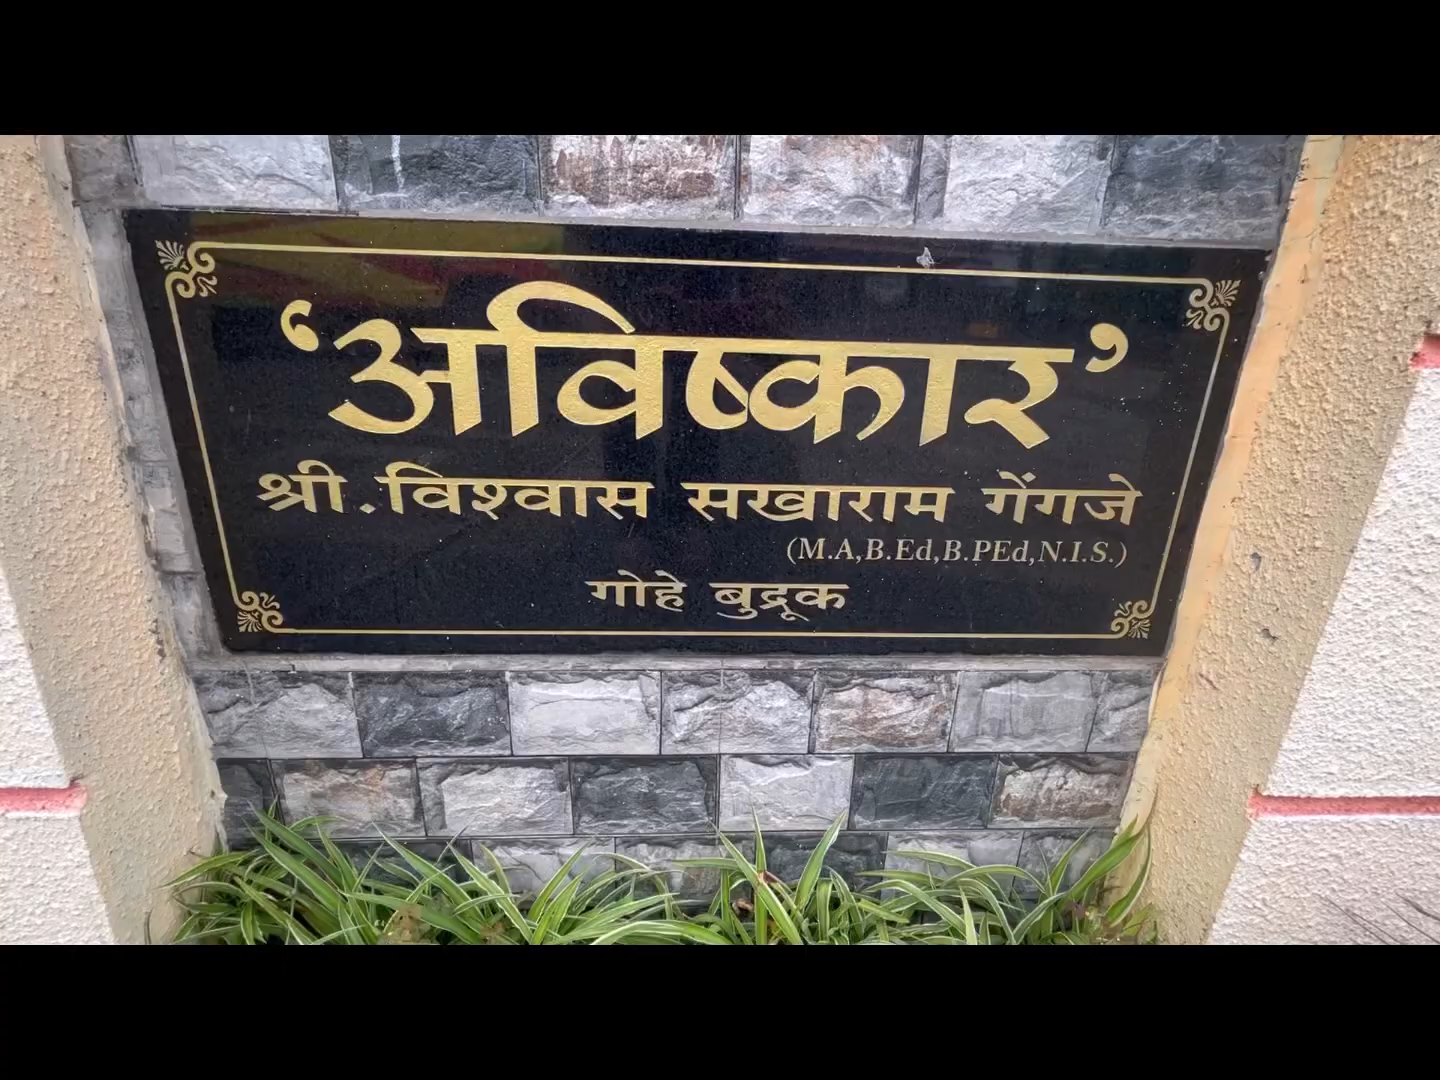 ‘अविष्कार’
श्री.विश्वास सखाराम गेंगजे
(M.A,B.Ed,B.PEd,N.I.S.)
गोहे बुद्रूक